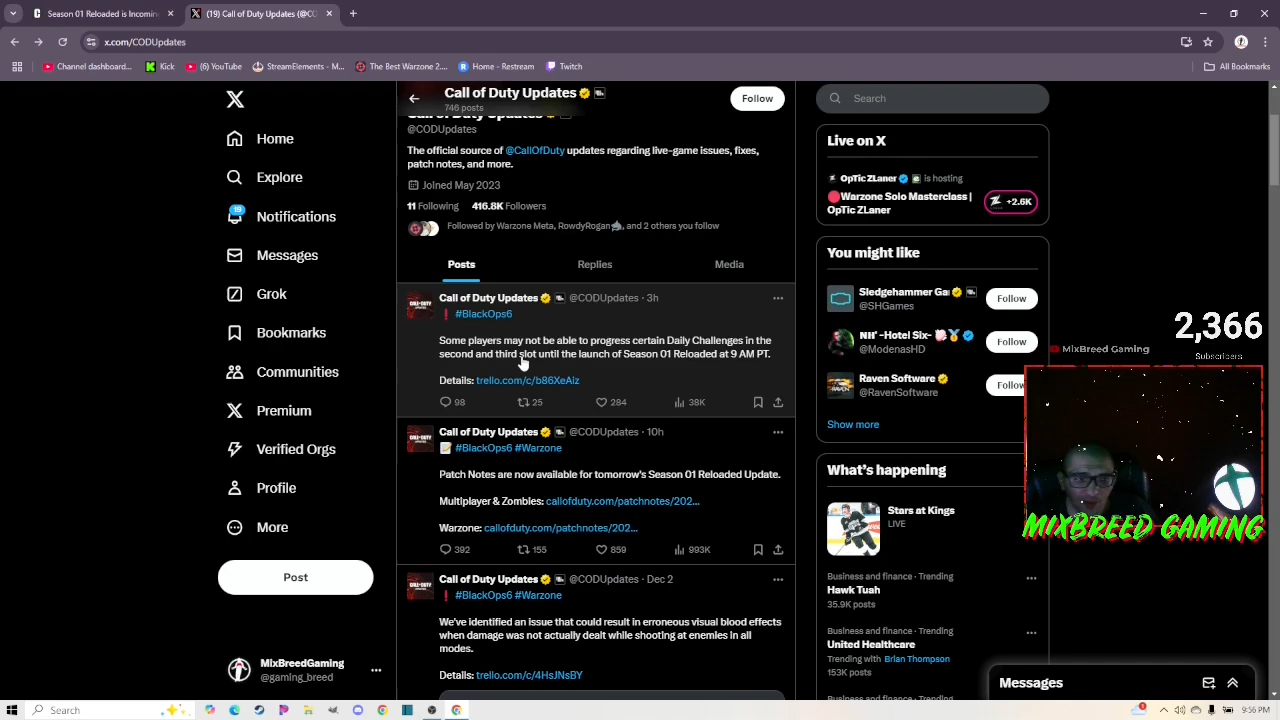 Season 01 Reloaded is Incoming
(19) Call of Duty Updates (@CO
x.com/CODUpdates
Channel dashboard...
Kick
(6) YouTube
StreamElements - M...
The Best Warzone 2....
Home - Restream
Twitch
All Bookmarks
Home
Explore
19
Notifications
Messages
Grok
Bookmarks
Communities
Premium
Verified Orgs
Profile
More
Post
MixBreedGaming
@gaming_breed
Call of Duty Updates
746 posts
Follow
Call of Duty Updates
@CODUpdates
The official source of @CallOfDuty updates regarding live-game issues, fixes,
patch notes, and more.
Joined May 2023
11 Following 416.8K Followers
Followed by Warzone Meta, RowdyRogan, and 2 others you follow
Posts
Replies
Media
Call of Duty Updates @CODUpdates · 3h
❗ #BlackOps6
Some players may not be able to progress certain Daily Challenges in the
second and third slot until the launch of Season 01 Reloaded at 9 AM PT.
Details: trello.com/c/b86XeAiz
98 25 284 38K
Call of Duty Updates @CODUpdates · 10h
📝 #BlackOps6 #Warzone
Patch Notes are now available for tomorrow's Season 01 Reloaded Update.
Multiplayer & Zombies: callofduty.com/patchnotes/202...
Warzone: callofduty.com/patchnotes/202...
392 155 859 993K
Call of Duty Updates @CODUpdates · Dec 2
❗ #BlackOps6 #Warzone
We've identified an issue that could result in erroneous visual blood effects
when damage was not actually dealt while shooting at enemies in all
modes.
Details: trello.com/c/4HsJNsBY
Search
Live on X
OpTic ZLaner is hosting
🔴Warzone Solo Masterclass |
OpTic ZLaner
+2.6K
You might like
Sledgehammer Ga
@SHGames
Follow
@ModenasHD
Follow
Raven Software
@RavenSoftware
Follow
Show more
What's happening
Stars at Kings
LIVE
Business and finance · Trending
Hawk Tuah
35.9K posts
Business and finance · Trending
United Healthcare
Trending with Brian Thompson
153K posts
2,366
MixBreed Gaming
Subscribers
MIXBREED GAMING
Messages
Search
9:56 PM